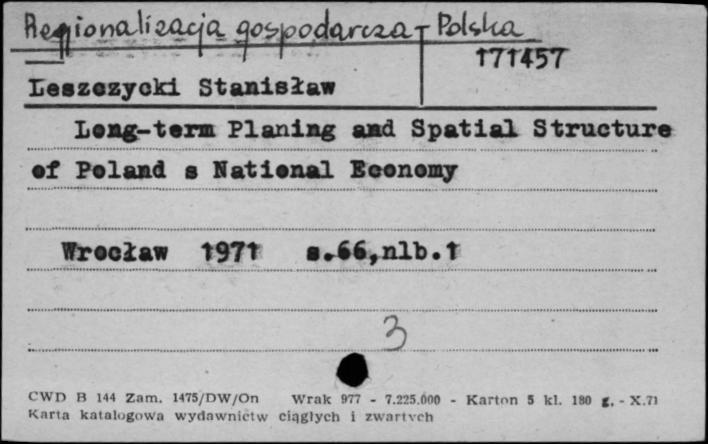 Regionalizacja gospodarcza - Polska
171457
Leszczycki Stanisław
Long-term Planing and Spatial Structure
of Poland s National Economy
Wrocław 1971 s.66,nlb.1
3
CWD B 144 Zam. 1475/DW/On Wrak 977 - 7.225.000 - Karton 5 kl. 180 g. - X.71
Karta katalogowa wydawnictw ciągłych i zwartych